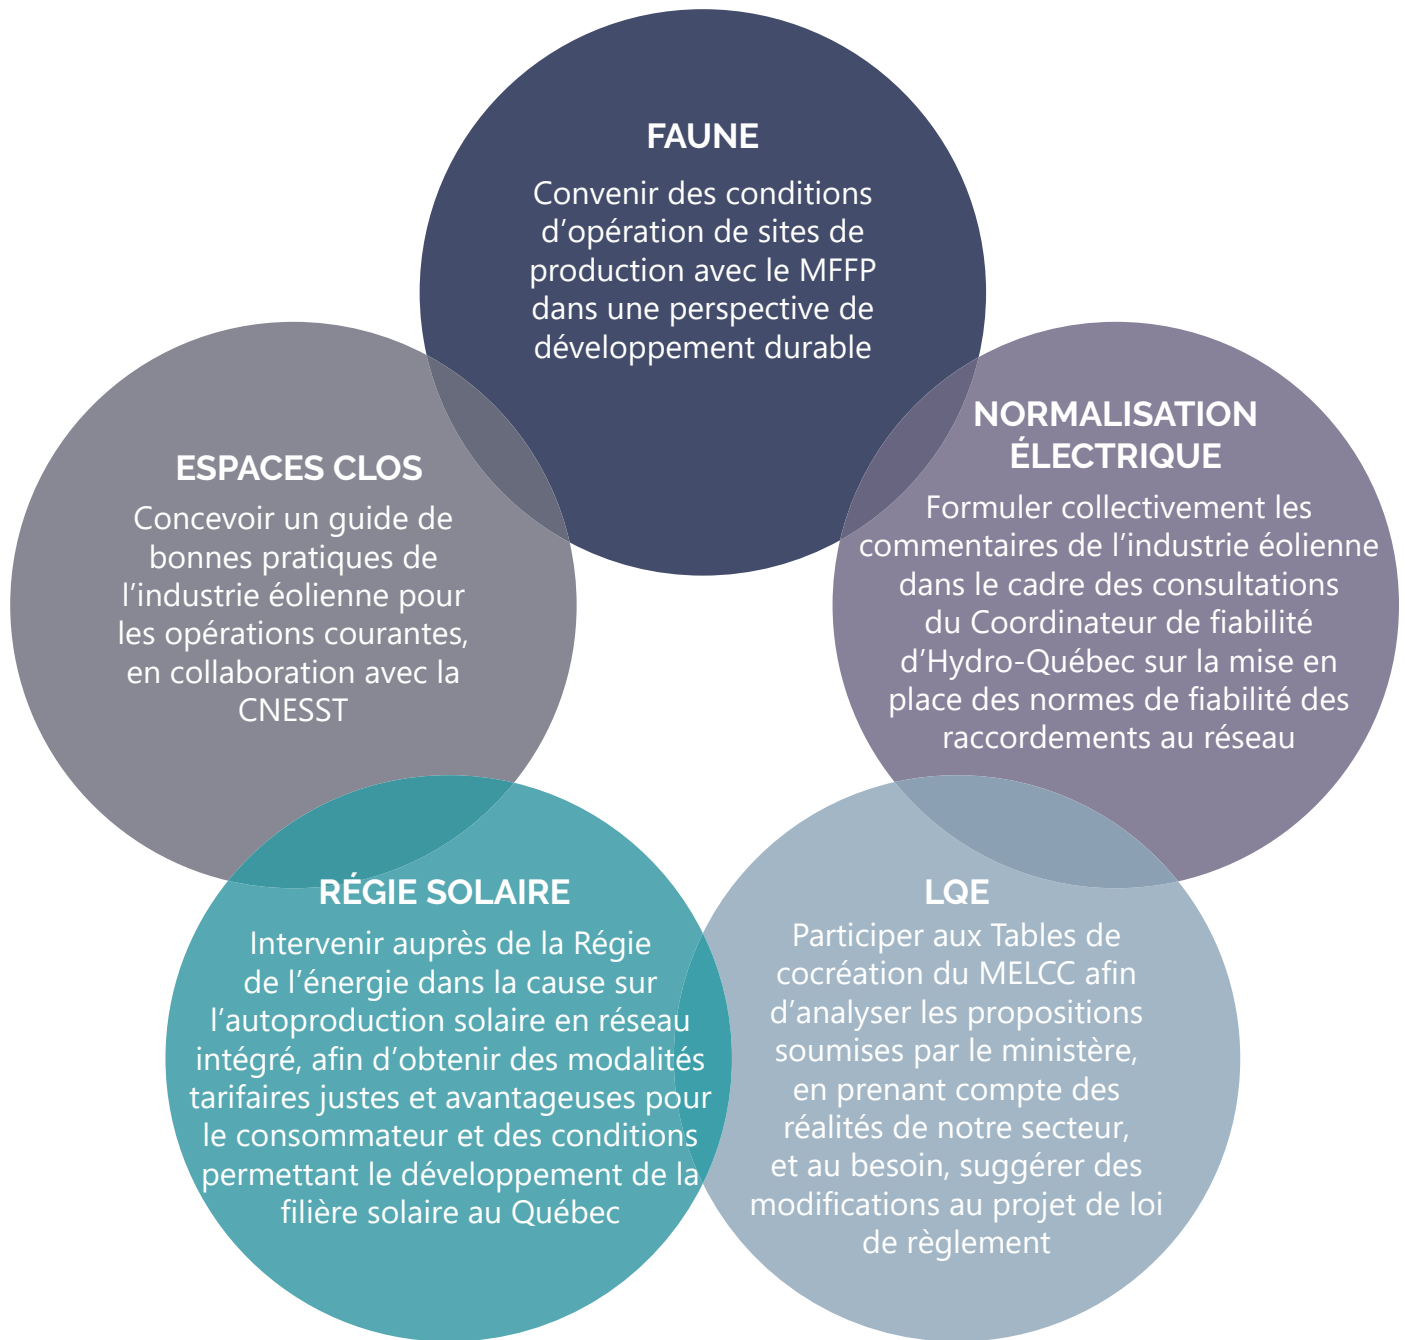 FAUNE
Convenir des conditions
d’opération de sites de
production avec le MFFP
dans une perspective de
développement durable
ESPACES CLOS
Concevoir un guide de
bonnes pratiques de
l’industrie éolienne pour
les opérations courantes,
en collaboration avec la
CNESST
NORMALISATION
ÉLECTRIQUE
Formuler collectivement les
commentaires de l’industrie éolienne
dans le cadre des consultations
du Coordinateur de fiabilité
d’Hydro-Québec sur la mise en
place des normes de fiabilité des
raccordements au réseau
RÉGIE SOLAIRE
Intervenir auprès de la Régie
de l’énergie dans la cause sur
l’autoproduction solaire en réseau
intégré, afin d’obtenir des modalités
tarifaires justes et avantageuses pour
le consommateur et des conditions
permettant le développement de la
filière solaire au Québec
LQE
Participer aux Tables de
cocréation du MELCC afin
d’analyser les propositions
soumises par le ministère,
en prenant compte des
réalités de notre secteur,
et au besoin, suggérer des
modifications au projet de loi
de règlement